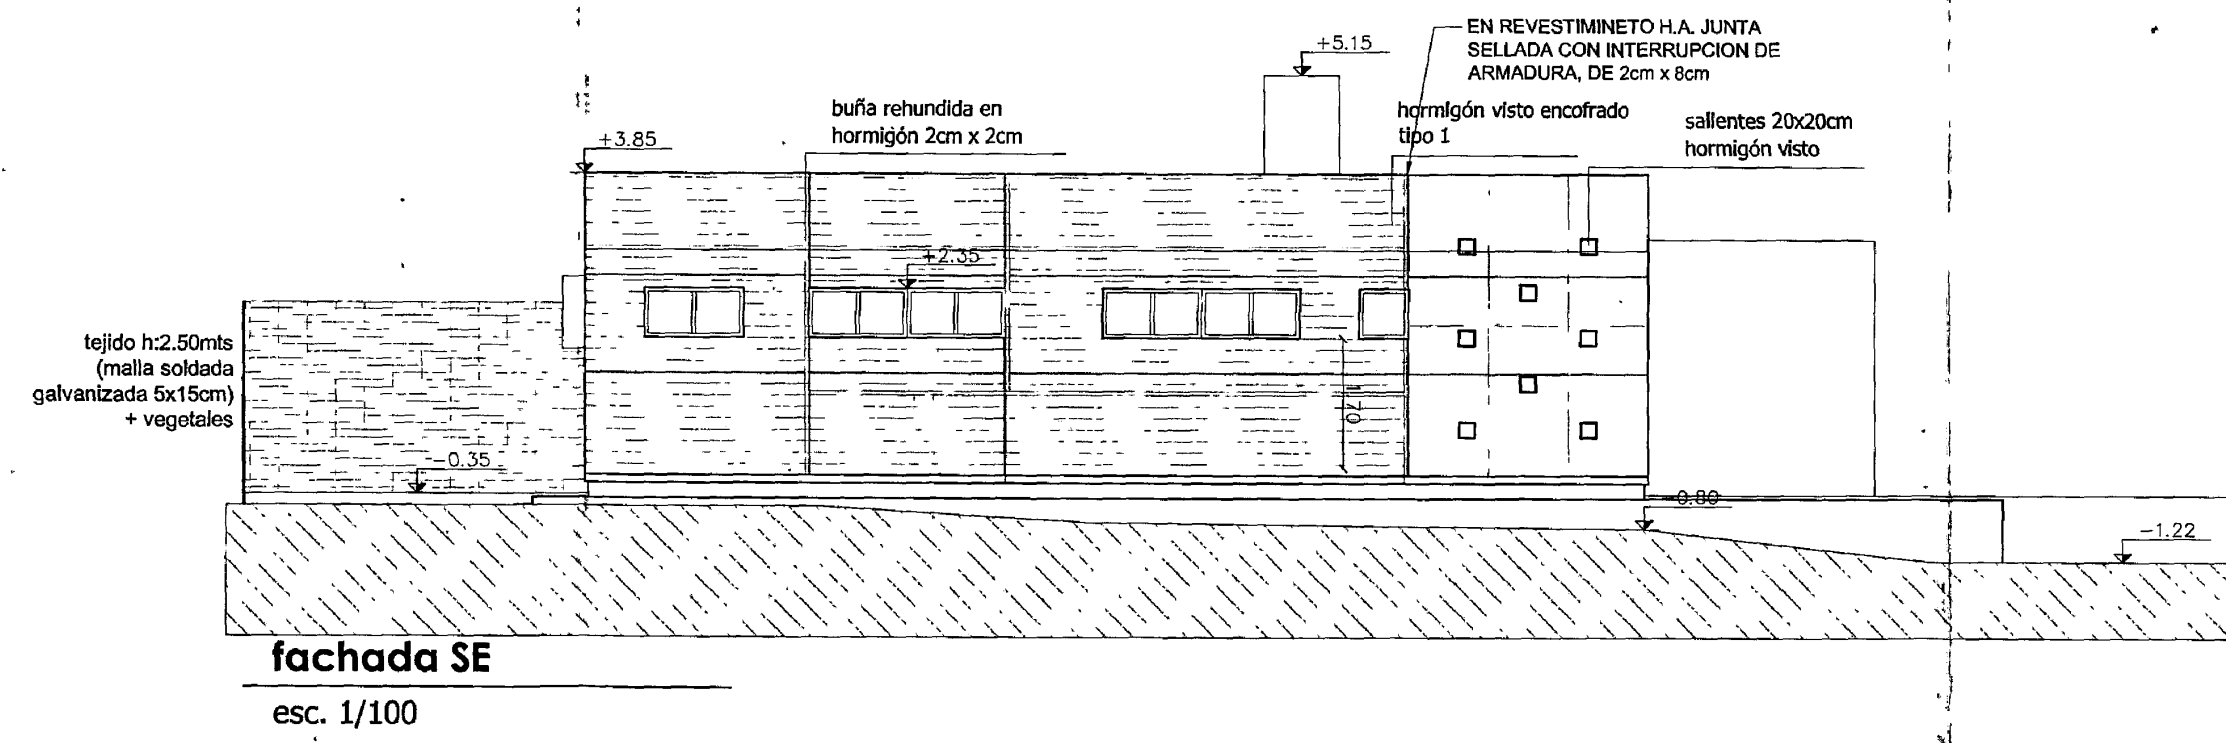 EN REVESTIMINETO H.A. JUNTA
SELLADA CON INTERRUPCION DE
ARMADURA, DE 2cm x 8cm
+5.15
buña rehundida en
hormigón 2cm x 2cm
hormigón visto encofrado
tipo 1
salientes 20x20cm
hormigón visto
+3.85
+2.35
tejido h:2.50mts
(malla soldada
galvanizada 5x15cm)
+ vegetales
1.70
-0.35
-0.80
-1.22
fachada SE
esc. 1/100